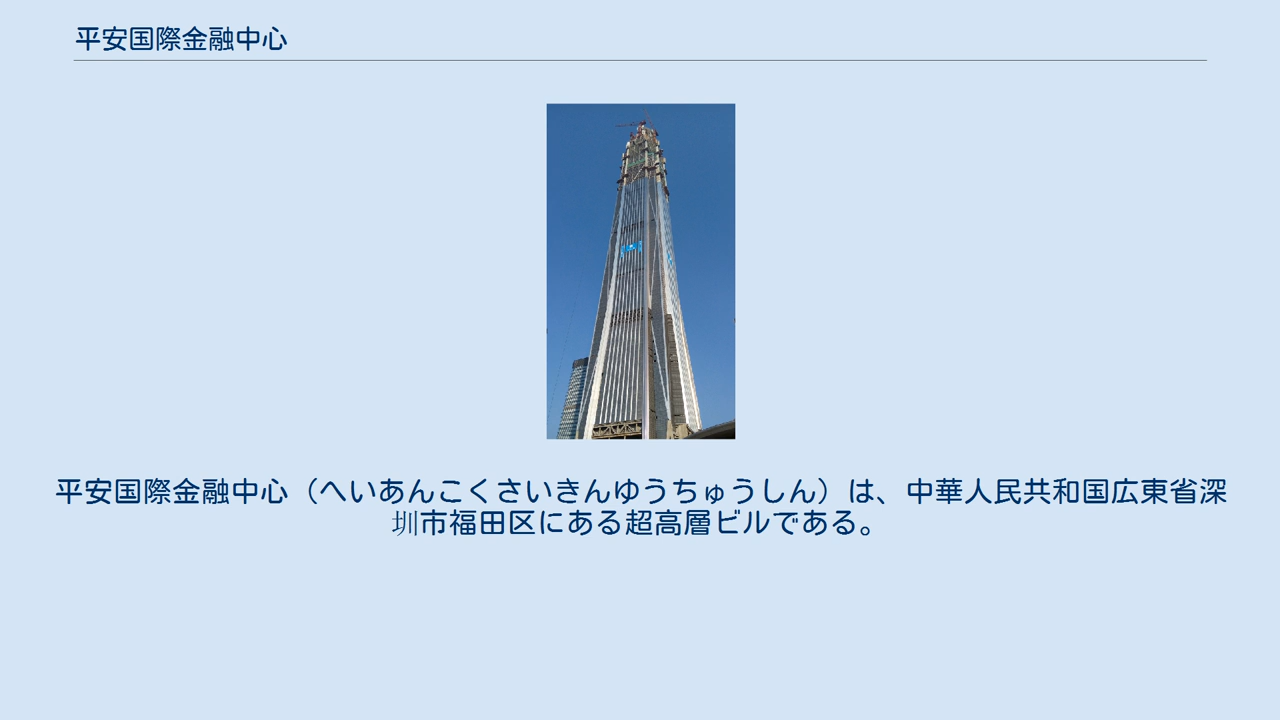 平安国際金融中心
平安国際金融中心（へいあんこくさいきんゆうちゅうしん）は、中華人民共和国広東省深
圳市福田区にある超高層ビルである。